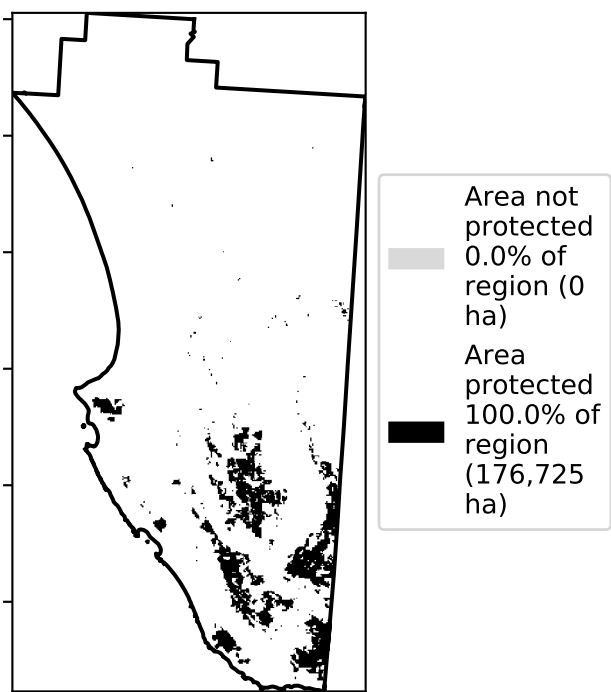 Area not
protected
0.0% of
region (0
ha)
Area
protected
100.0% of
region
(176,725
ha)